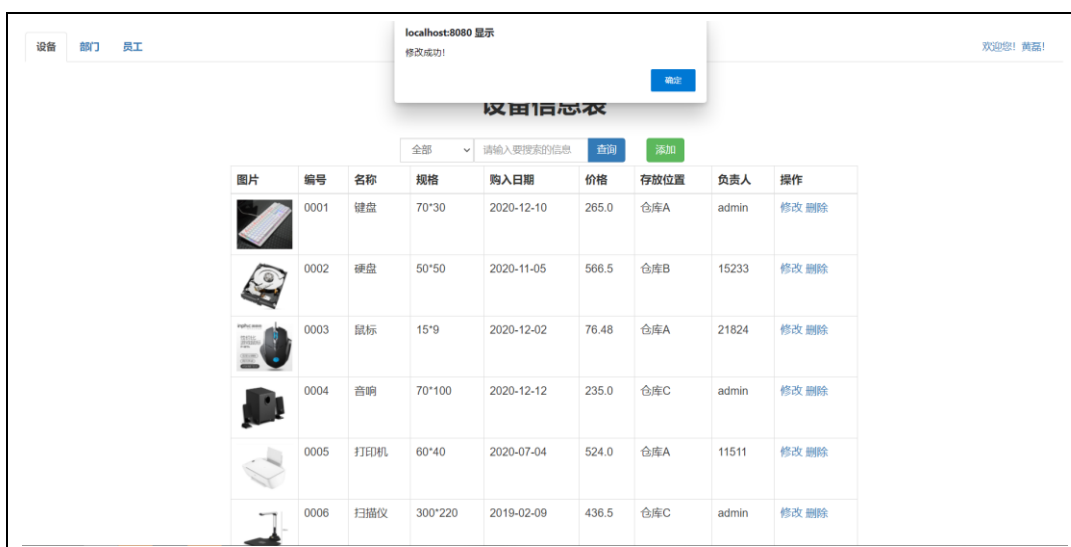 localhost:8080 显示
修改成功!
确定
设备 部门 员工
欢迎您! 黄磊!
设备信息表
全部 请输入要搜索的信息 查询 添加
图片 编号 名称 规格 购入日期 价格 存放位置 负责人 操作
0001 键盘 70*30 2020-12-10 265.0 仓库A admin 修改 删除
0002 硬盘 50*50 2020-11-05 566.5 仓库B 15233 修改 删除
0003 鼠标 15*9 2020-12-02 76.48 仓库A 21824 修改 删除
0004 音响 70*100 2020-12-12 235.0 仓库C admin 修改 删除
0005 打印机 60*40 2020-07-04 524.0 仓库A 11511 修改 删除
0006 扫描仪 300*220 2019-02-09 436.5 仓库C admin 修改 删除